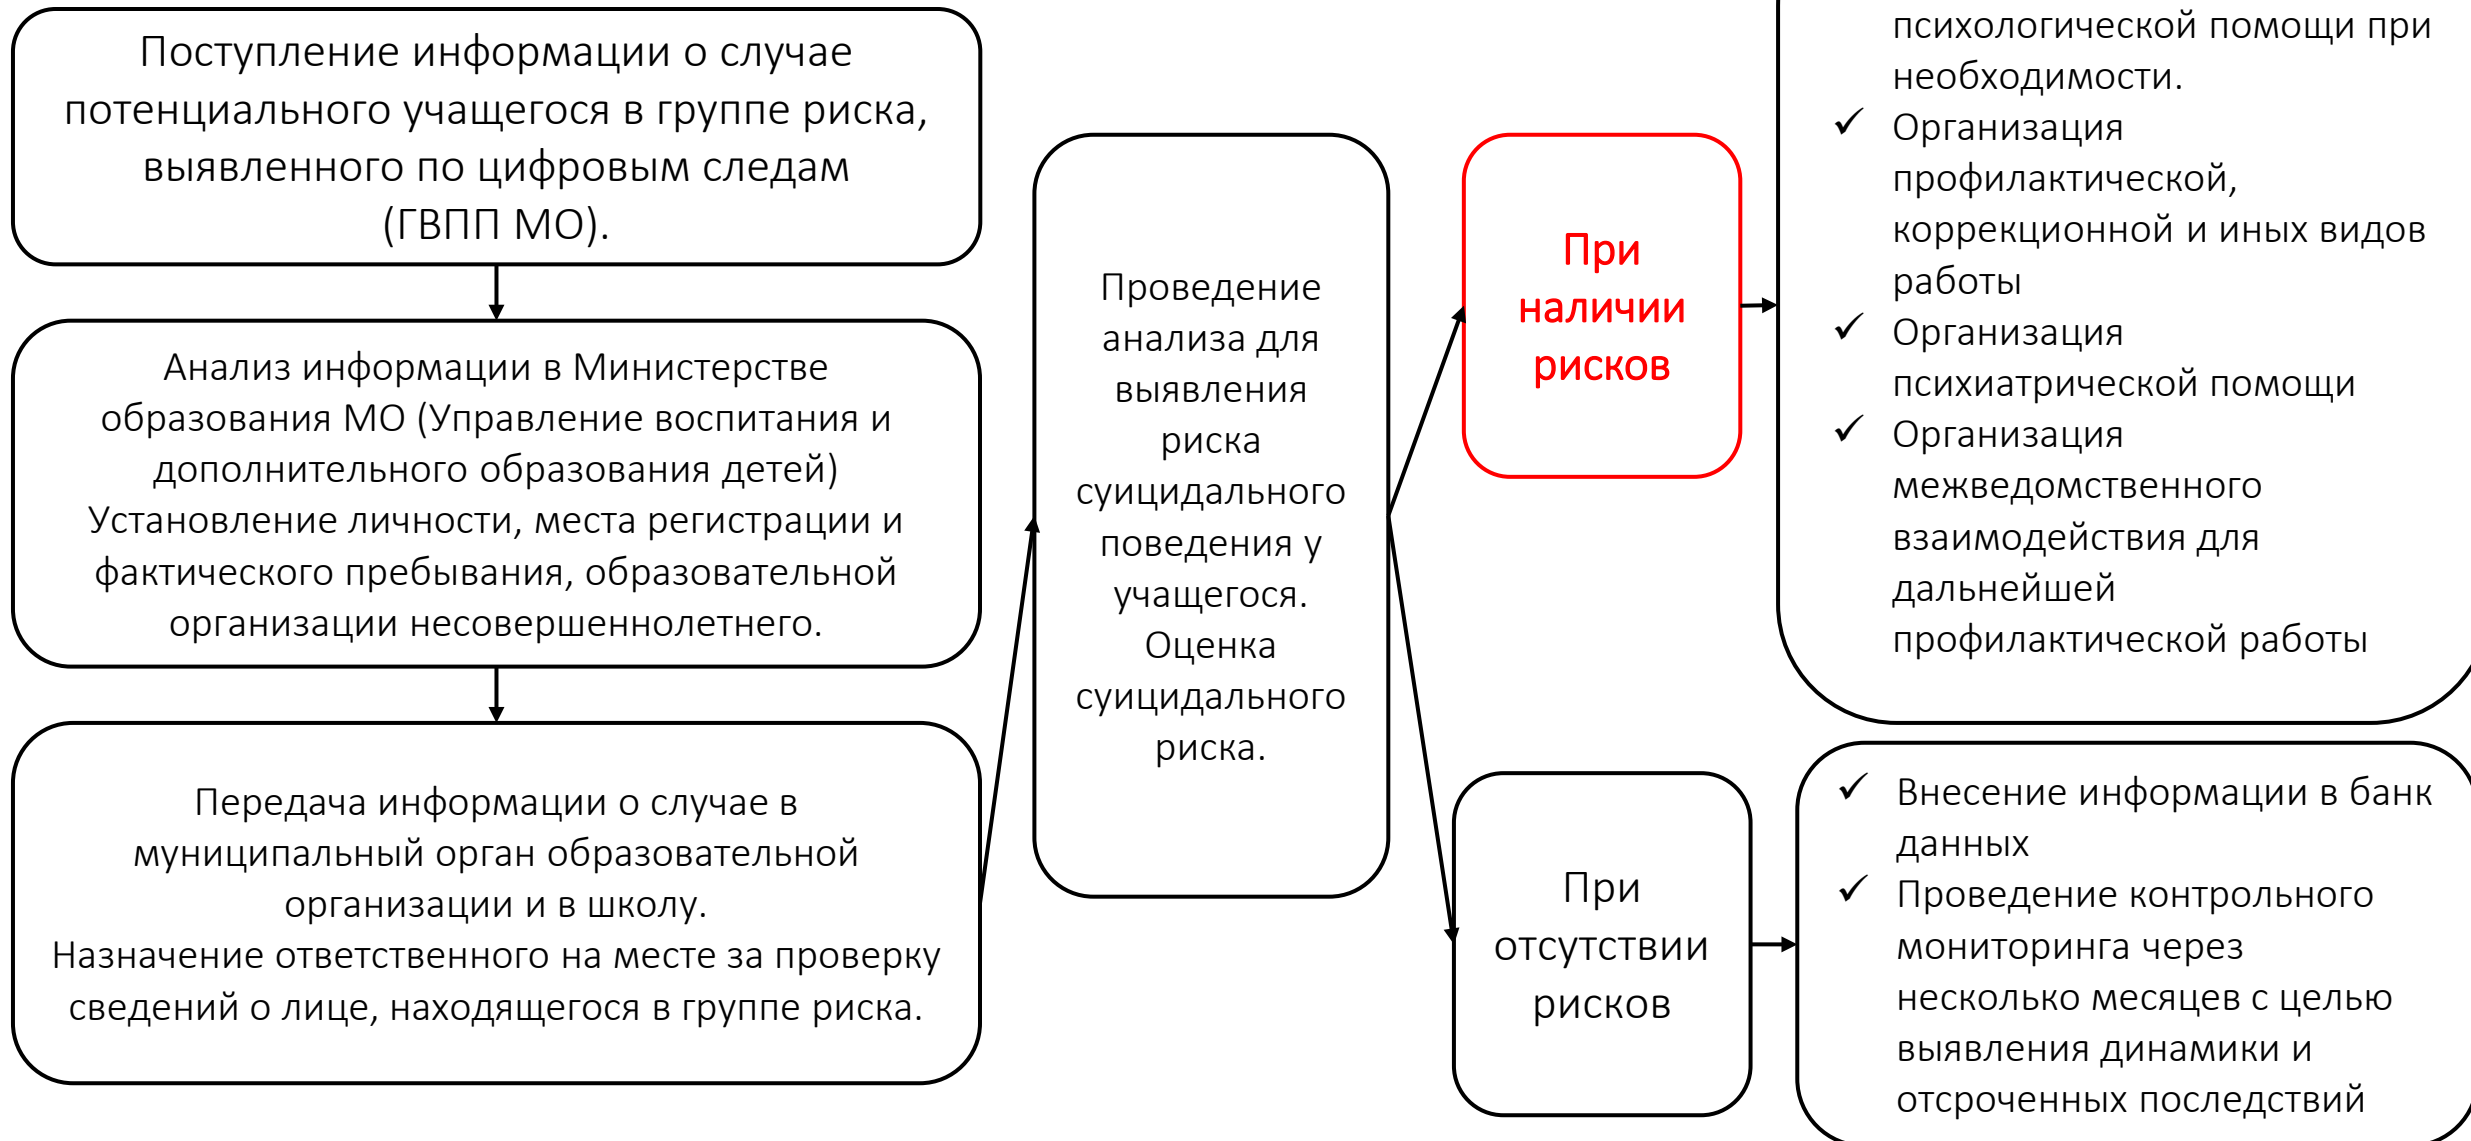 Поступление информации о случае
потенциального учащегося в группе риска,
выявленного по цифровым следам
(ГВПП МО).
Анализ информации в Министерстве
образования МО (Управление воспитания и
дополнительного образования детей)
Установление личности, места регистрации и
фактического пребывания, образовательной
организации несовершеннолетнего.
Передача информации о случае в
муниципальный орган образовательной
организации и в школу.
Назначение ответственного на месте за проверку
сведений о лице, находящегося в группе риска.
Проведение
анализа для
выявления
риска
суицидального
поведения у
учащегося.
Оценка
суицидального
риска.
При
наличии
рисков
психологической помощи при
необходимости.
✓ Организация
профилактической,
коррекционной и иных видов
работы
✓ Организация
психиатрической помощи
✓ Организация
межведомственного
взаимодействия для
дальнейшей
профилактической работы
При
отсутствии
рисков
✓ Внесение информации в банк
данных
✓ Проведение контрольного
мониторинга через
несколько месяцев с целью
выявления динамики и
отсроченных последствий